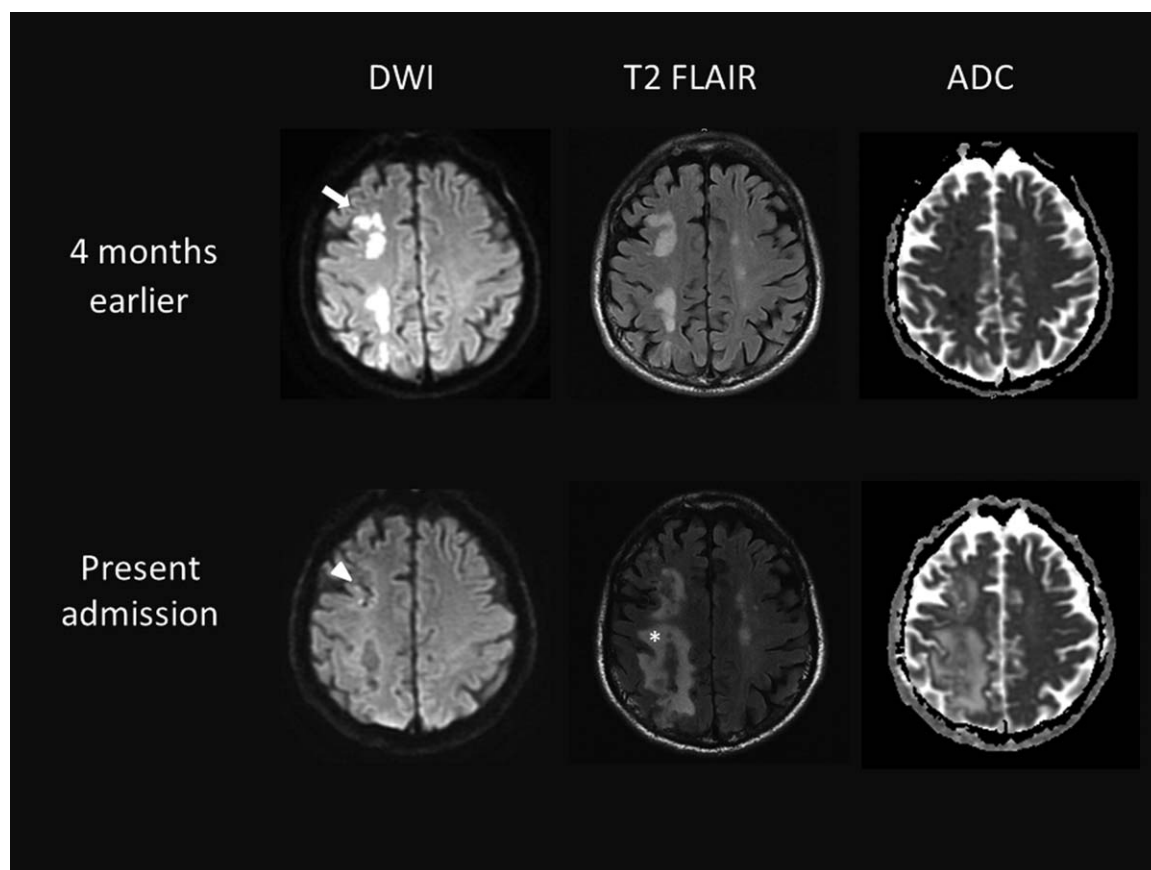 DWI T2 FLAIR ADC
4 months
earlier
Present
admission
*